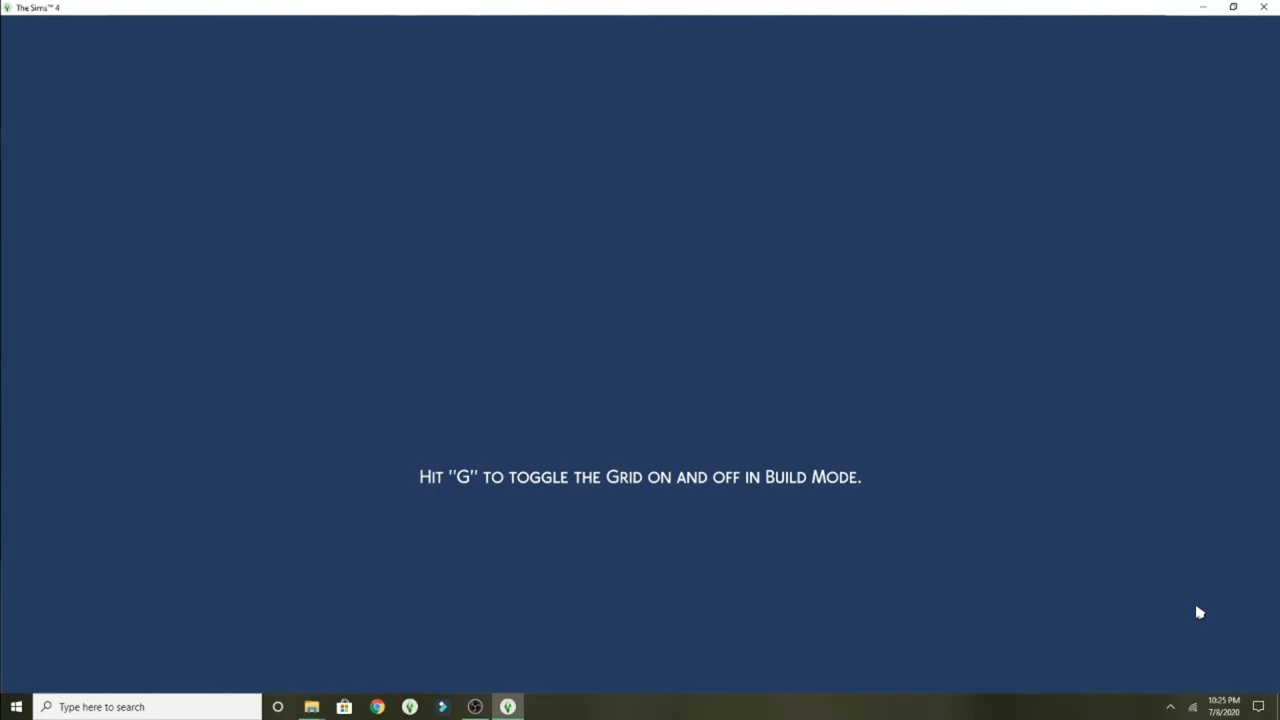 The Sims™ 4
Hit "G" to toggle the Grid on and off in Build Mode.
Type here to search
10:25 PM
7/8/2020